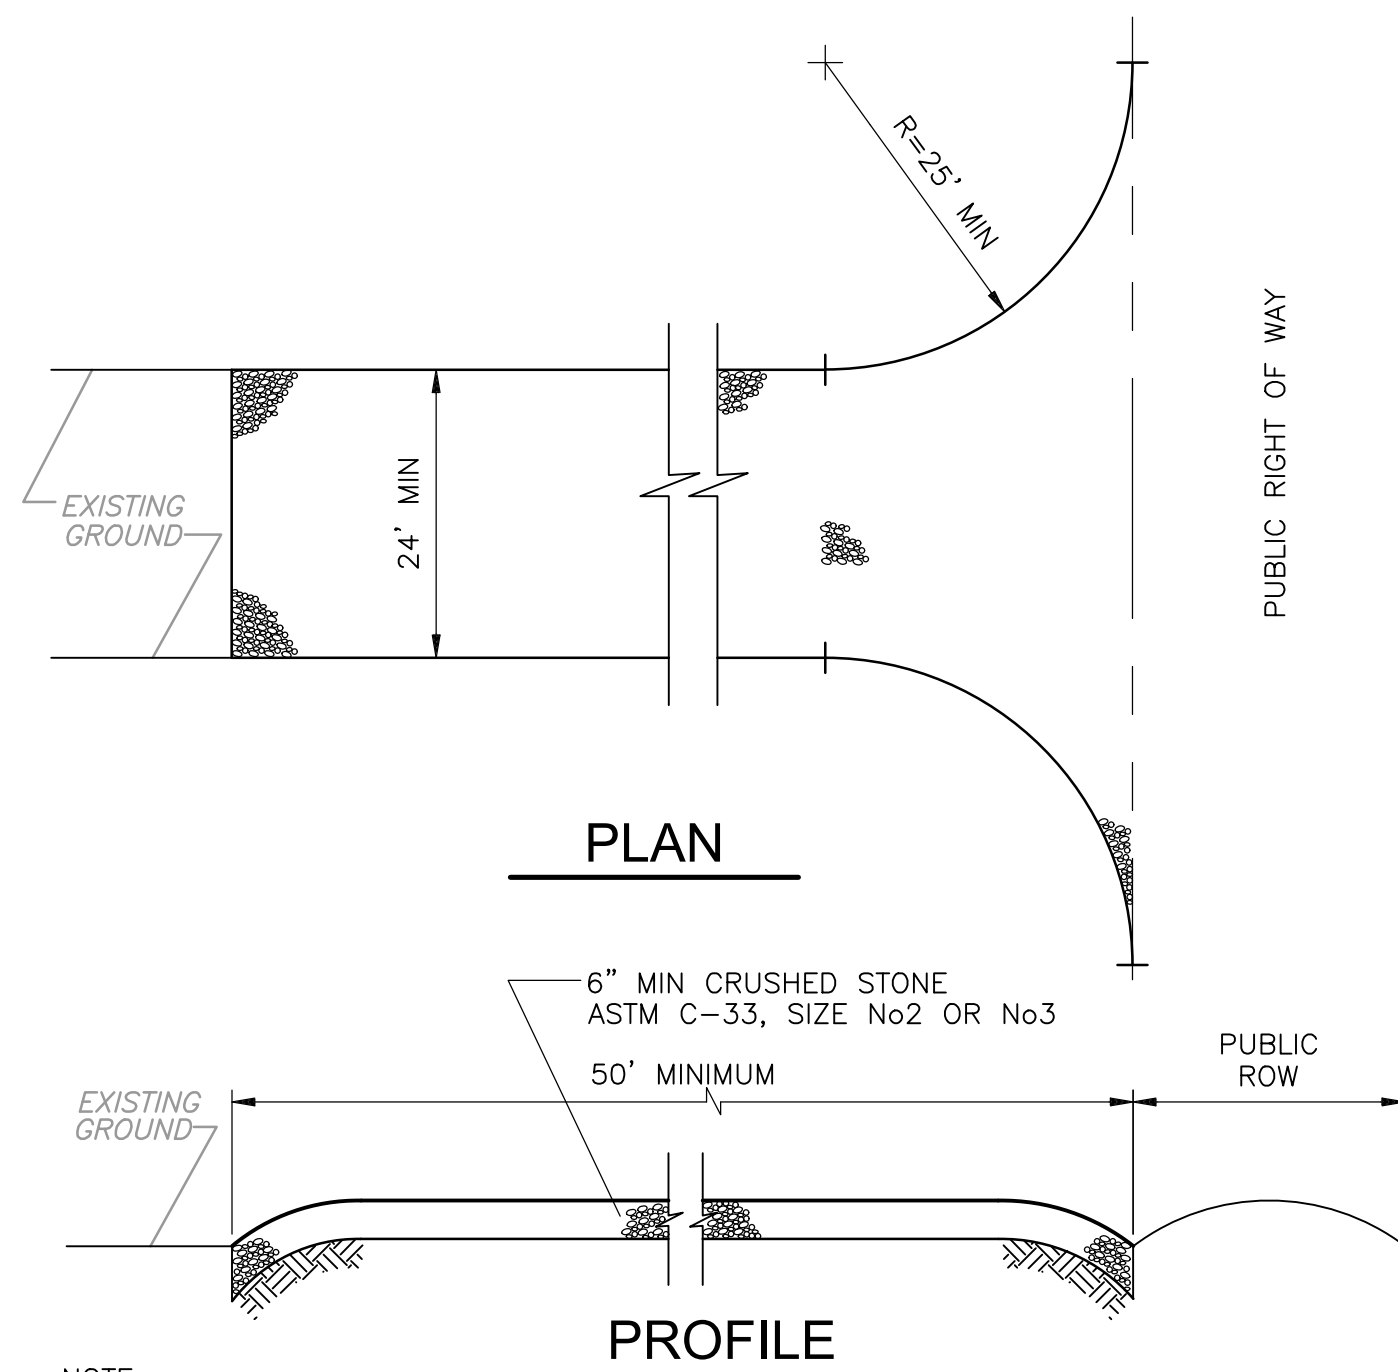 R=25' MIN
PUBLIC RIGHT OF WAY
EXISTING
GROUND
24' MIN
PLAN
6" MIN CRUSHED STONE
ASTM C-33, SIZE No2 OR No3
50' MINIMUM
PUBLIC
ROW
EXISTING
GROUND
PROFILE
NOTE